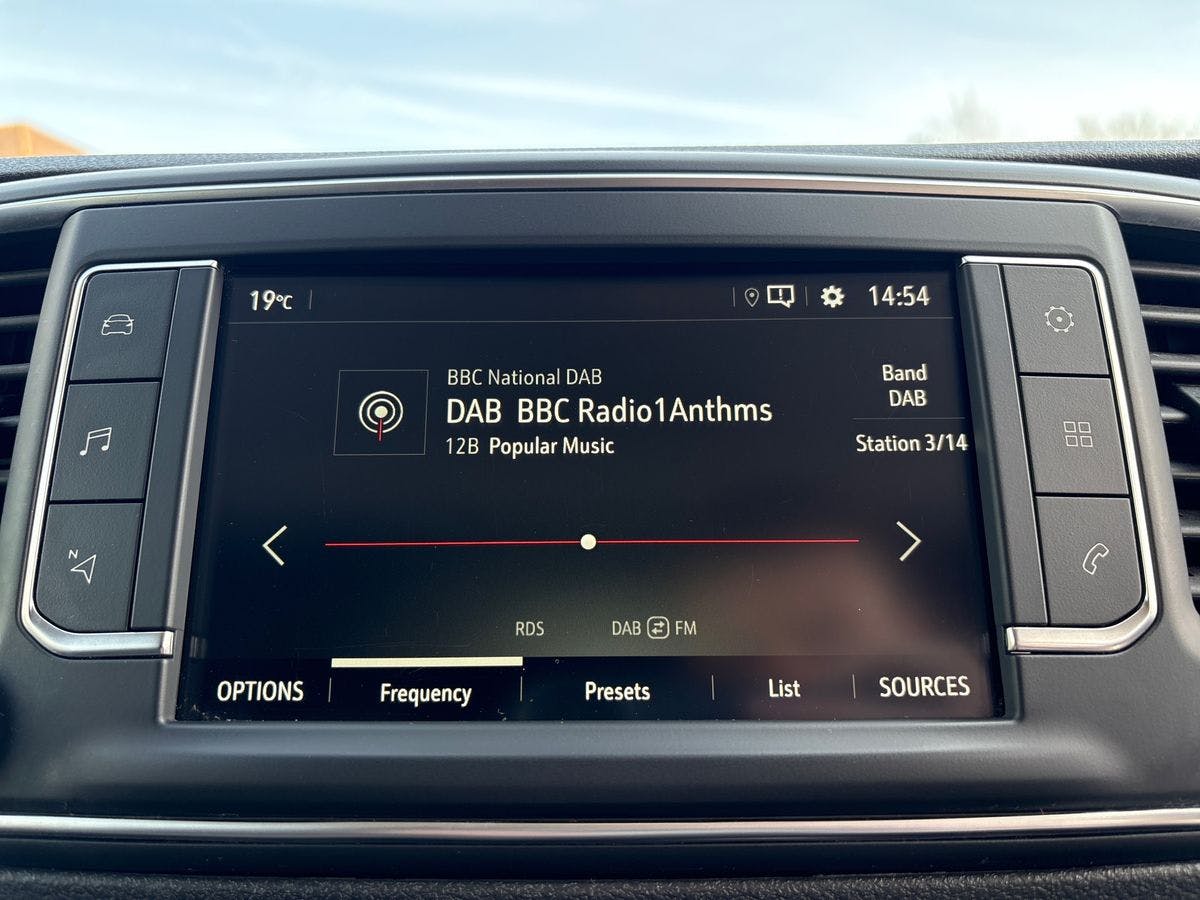 19°C
14:54
BBC National DAB
DAB BBC Radio1Anthms
12B Popular Music
Band
DAB
Station 3/14
N
RDS
DAB FM
OPTIONS
Frequency
Presets
List
SOURCES